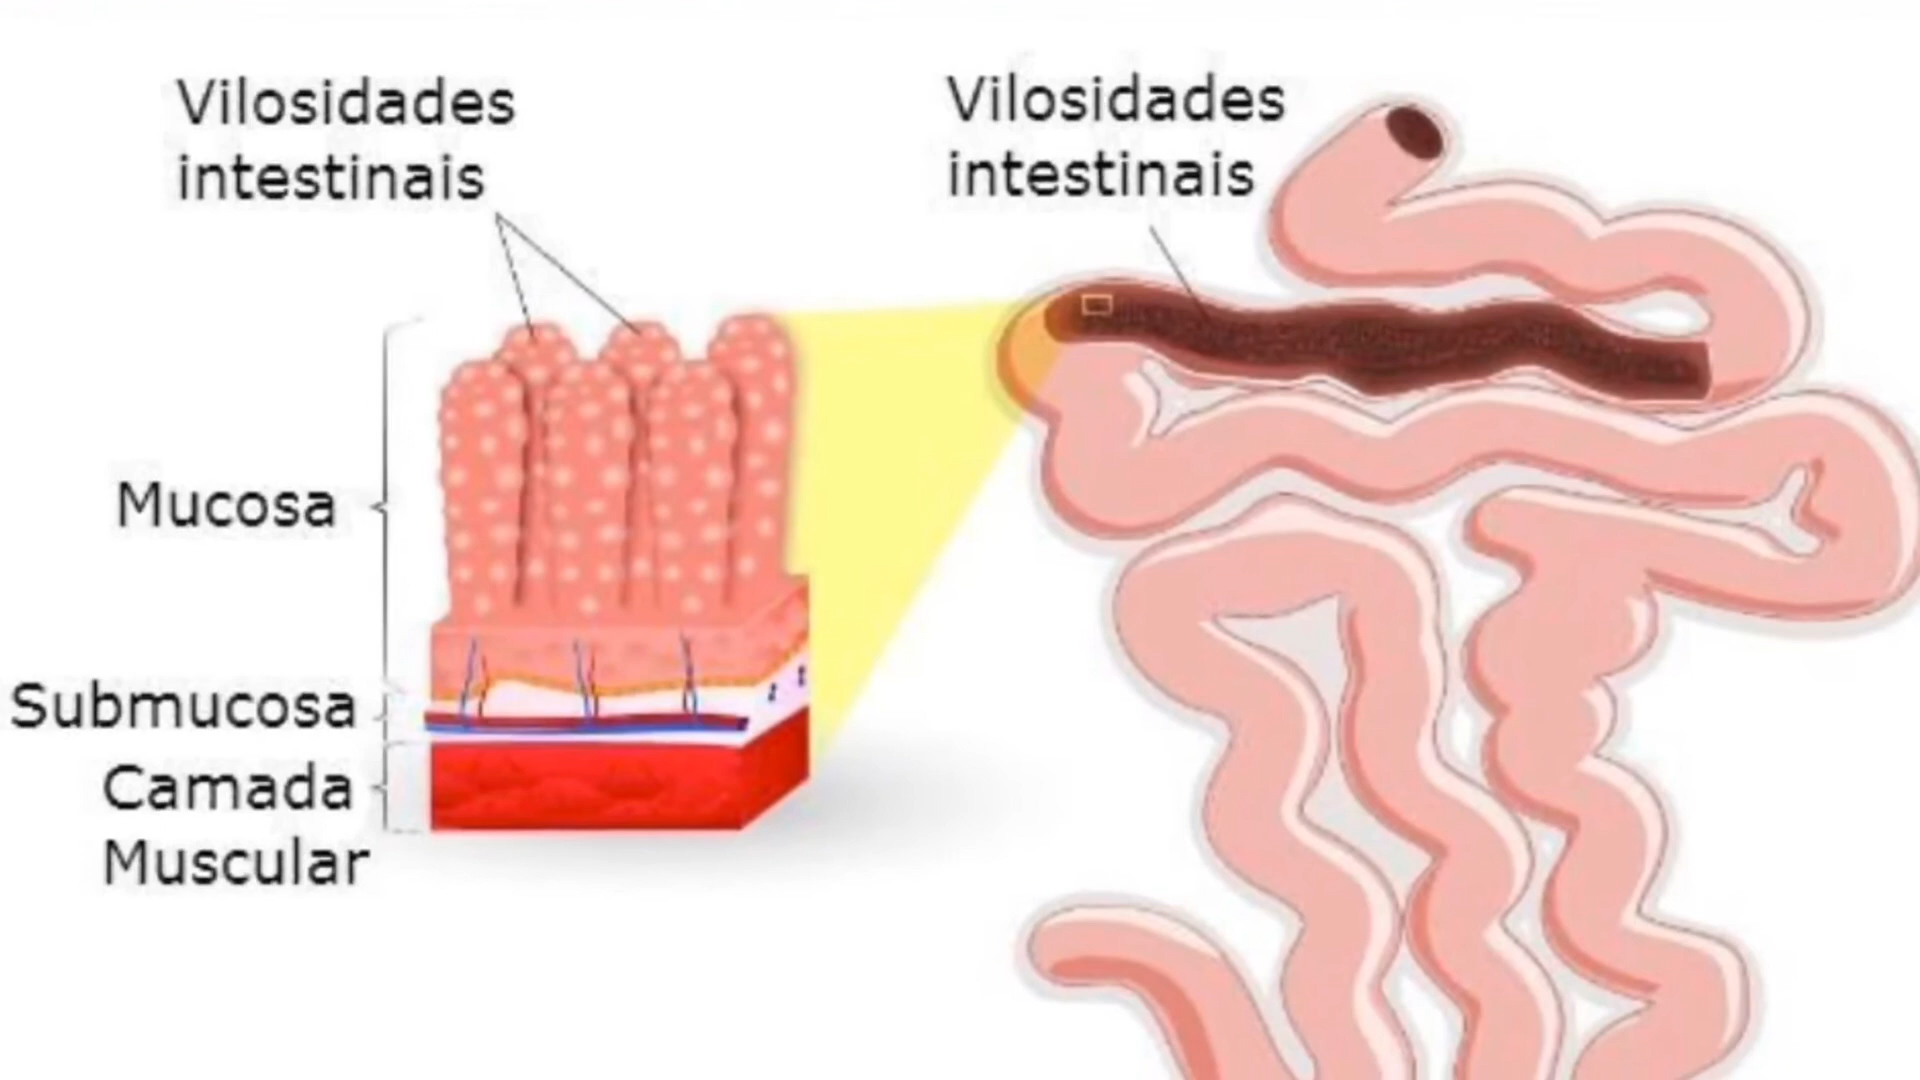 Vilosidades
intestinais
Vilosidades
intestinais
Mucosa
Submucosa
Camada
Muscular